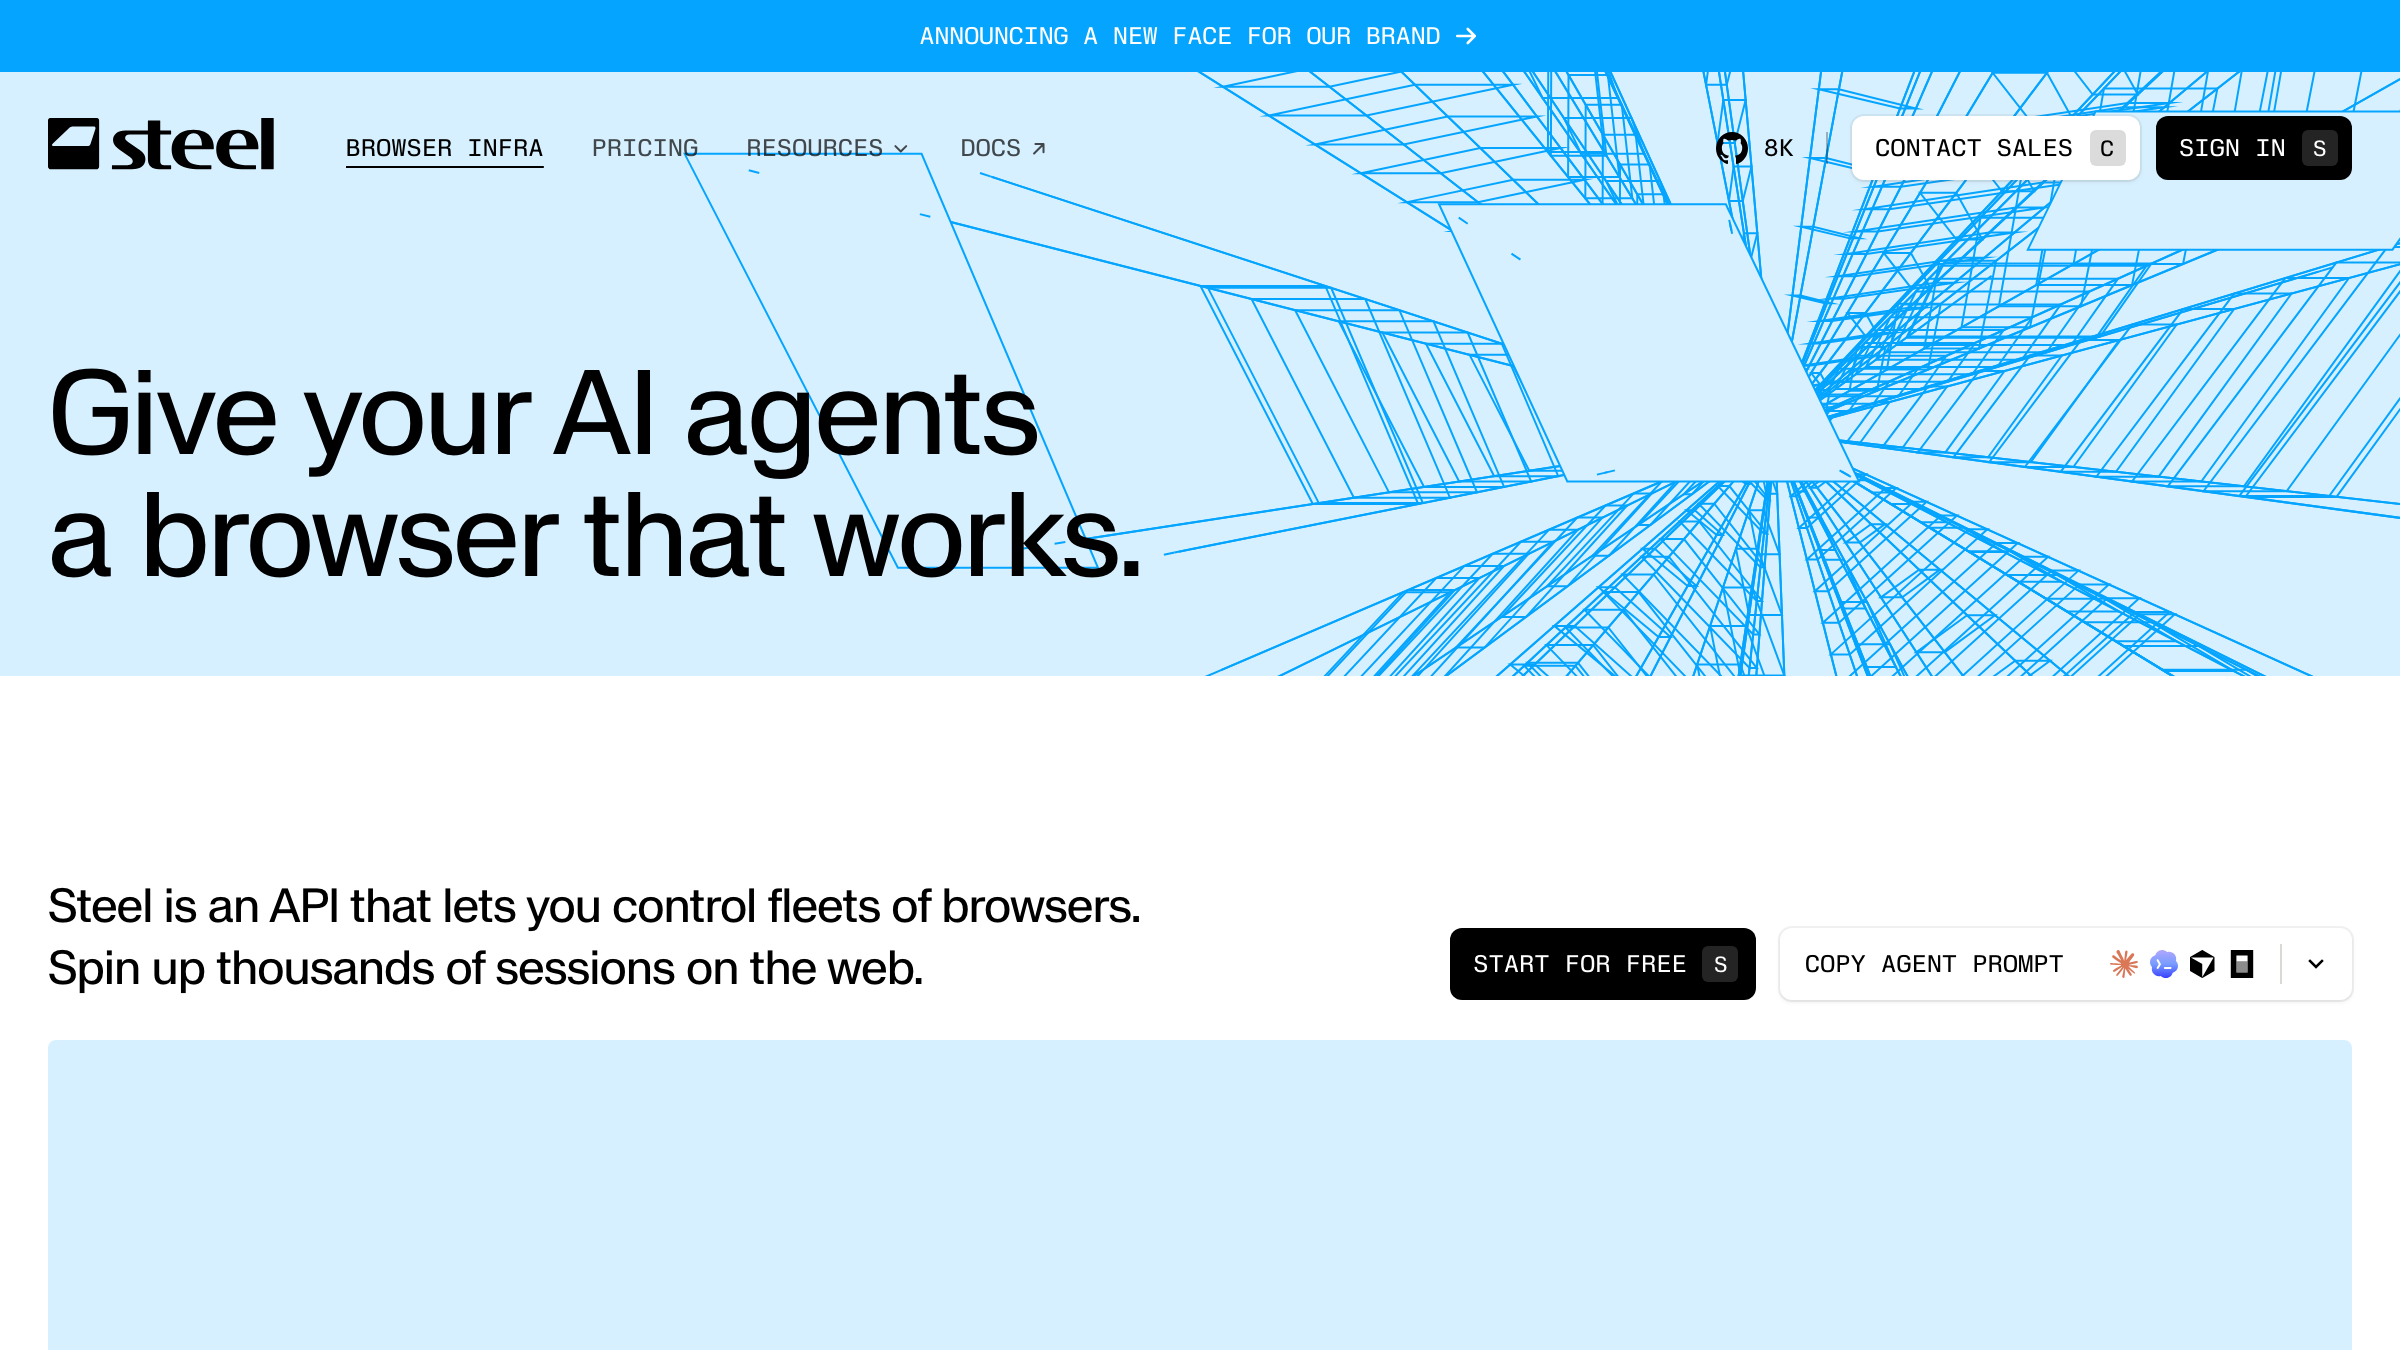 ANNOUNCING A NEW FACE FOR OUR BRAND →
steel
BROWSER INFRA
PRICING
RESOURCES
DOCS ↗
8K
CONTACT SALES C
SIGN IN S
Give your AI agents
a browser that works.
Steel is an API that lets you control fleets of browsers.
Spin up thousands of sessions on the web.
START FOR FREE S
COPY AGENT PROMPT